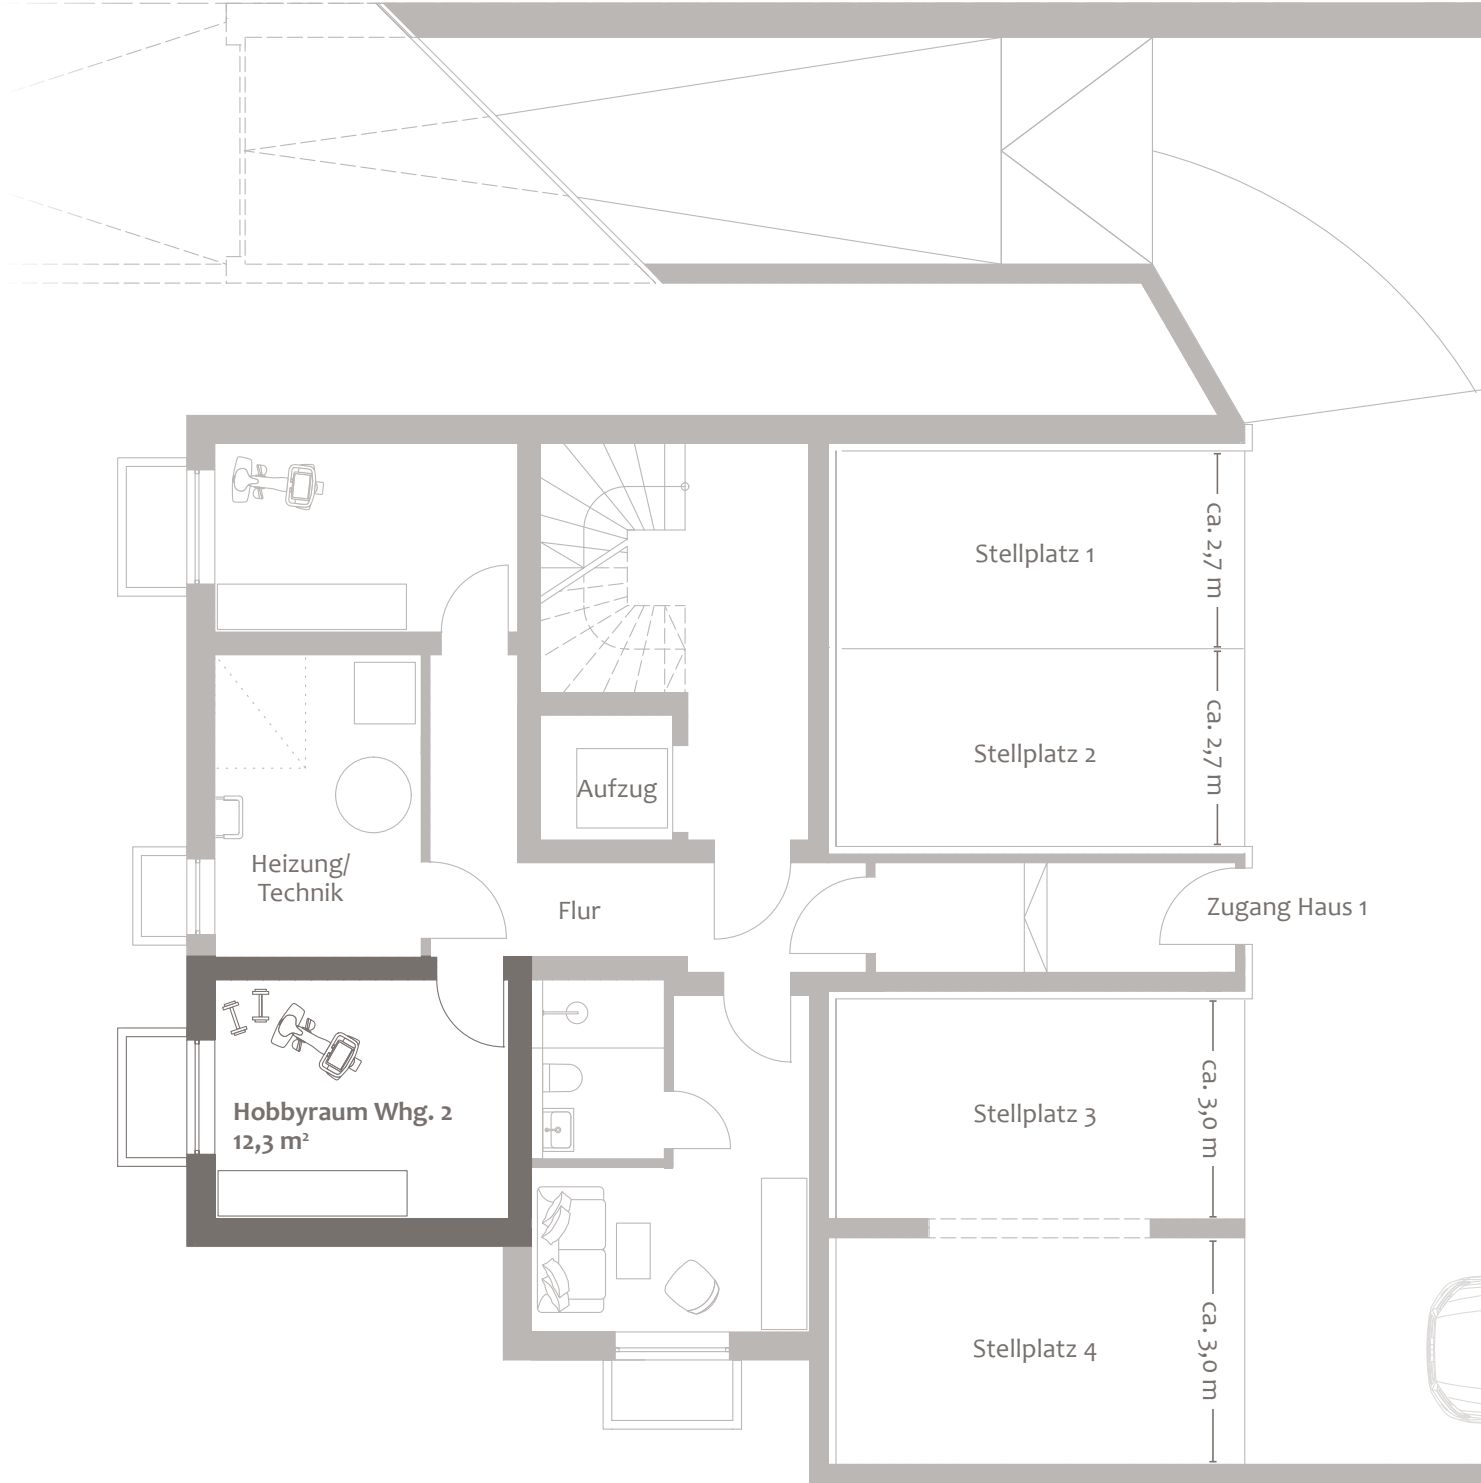 Stellplatz 1
ca. 2,7 m
Stellplatz 2
ca. 2,7 m
Aufzug
Heizung/
Technik
Flur
Zugang Haus 1
Hobbyraum Whg. 2
12,3 m²
Stellplatz 3
ca. 3,0 m
Stellplatz 4
ca. 3,0 m